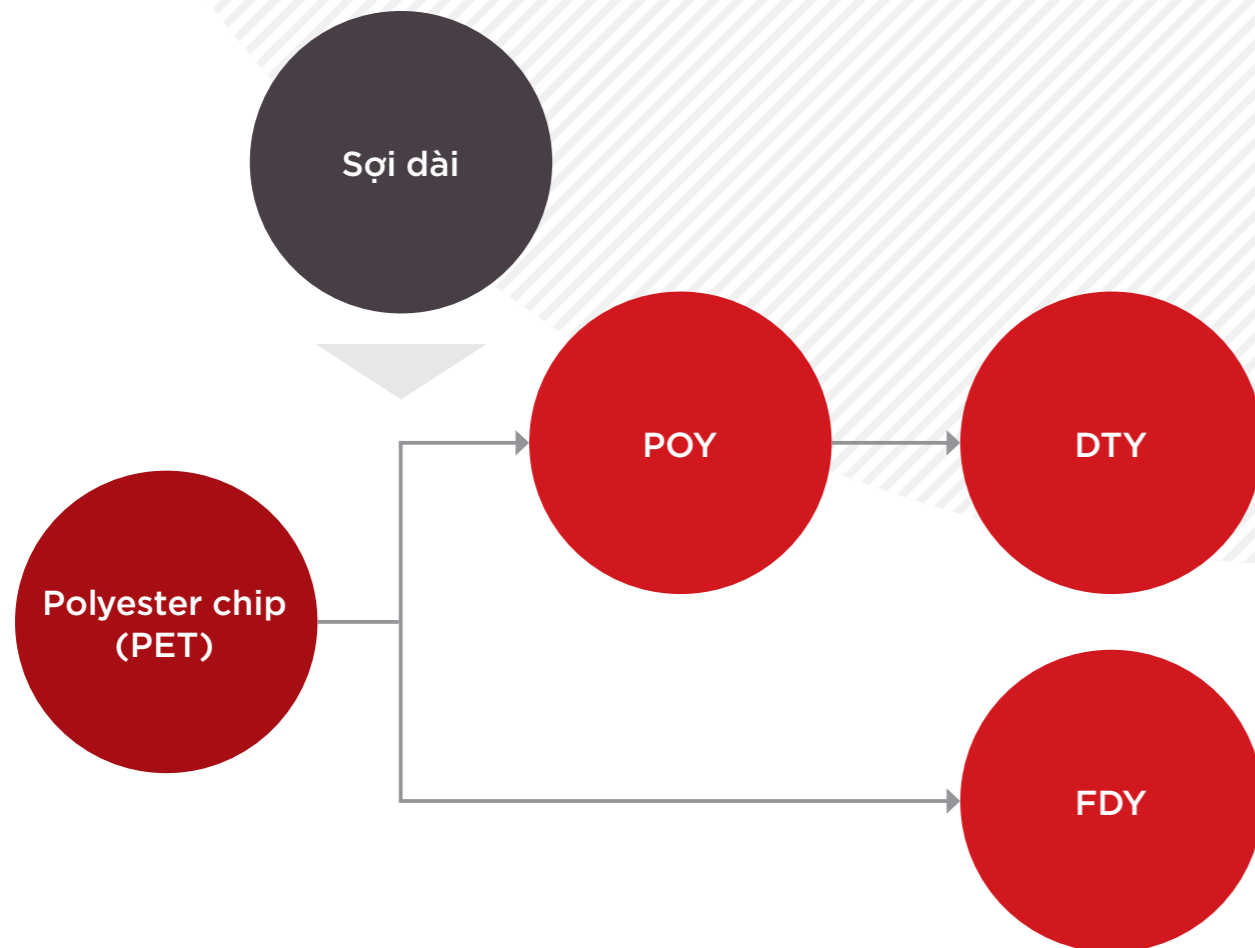 Sợi dài
POY
DTY
Polyester chip
(PET)
FDY